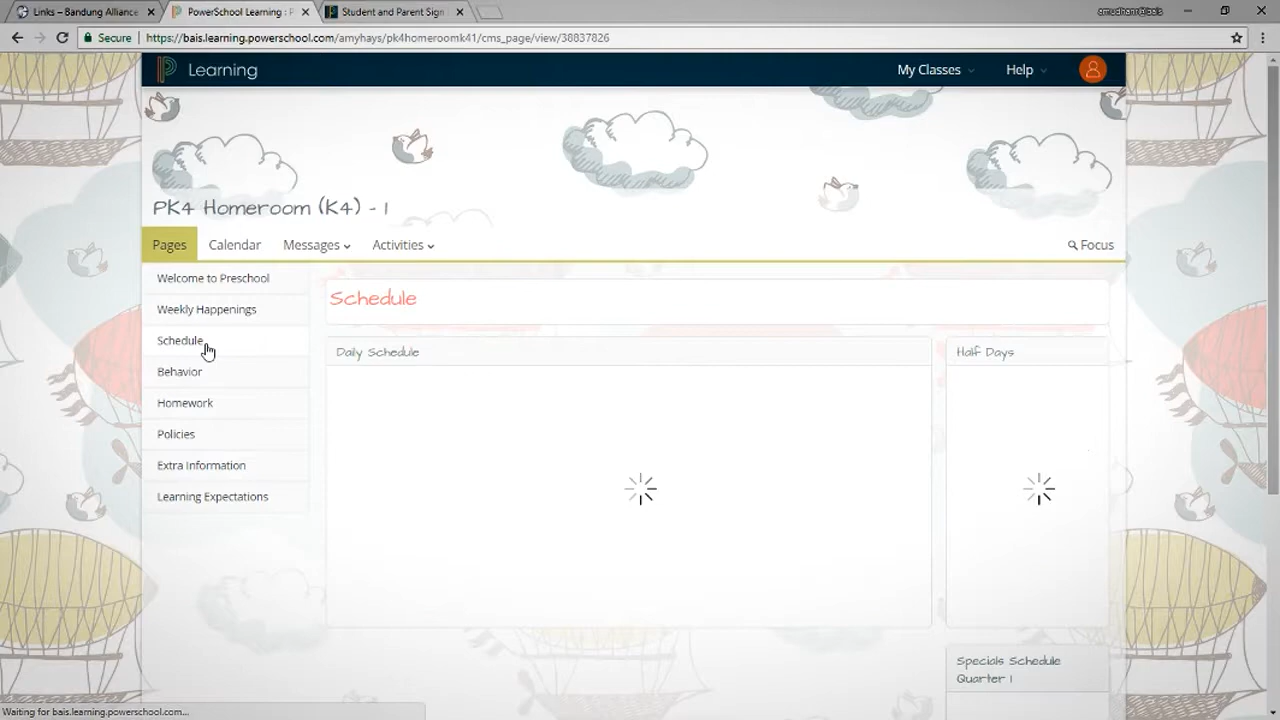 Links – Bandung Alliance
PowerSchool Learning : P
Student and Parent Sign
amudhanr@bais
Secure
https://bais.learning.powerschool.com/amyhays/pk4homeroomk41/cms_page/view/38837826
Learning
My Classes
Help
PK4 Homeroom (K4) - 1
Pages
Calendar
Messages
Activities
Focus
Welcome to Preschool
Weekly Happenings
Schedule
Behavior
Homework
Policies
Extra Information
Learning Expectations
Schedule
Daily Schedule
Half Days
Specials Schedule
Quarter 1
Waiting for bais.learning.powerschool.com...